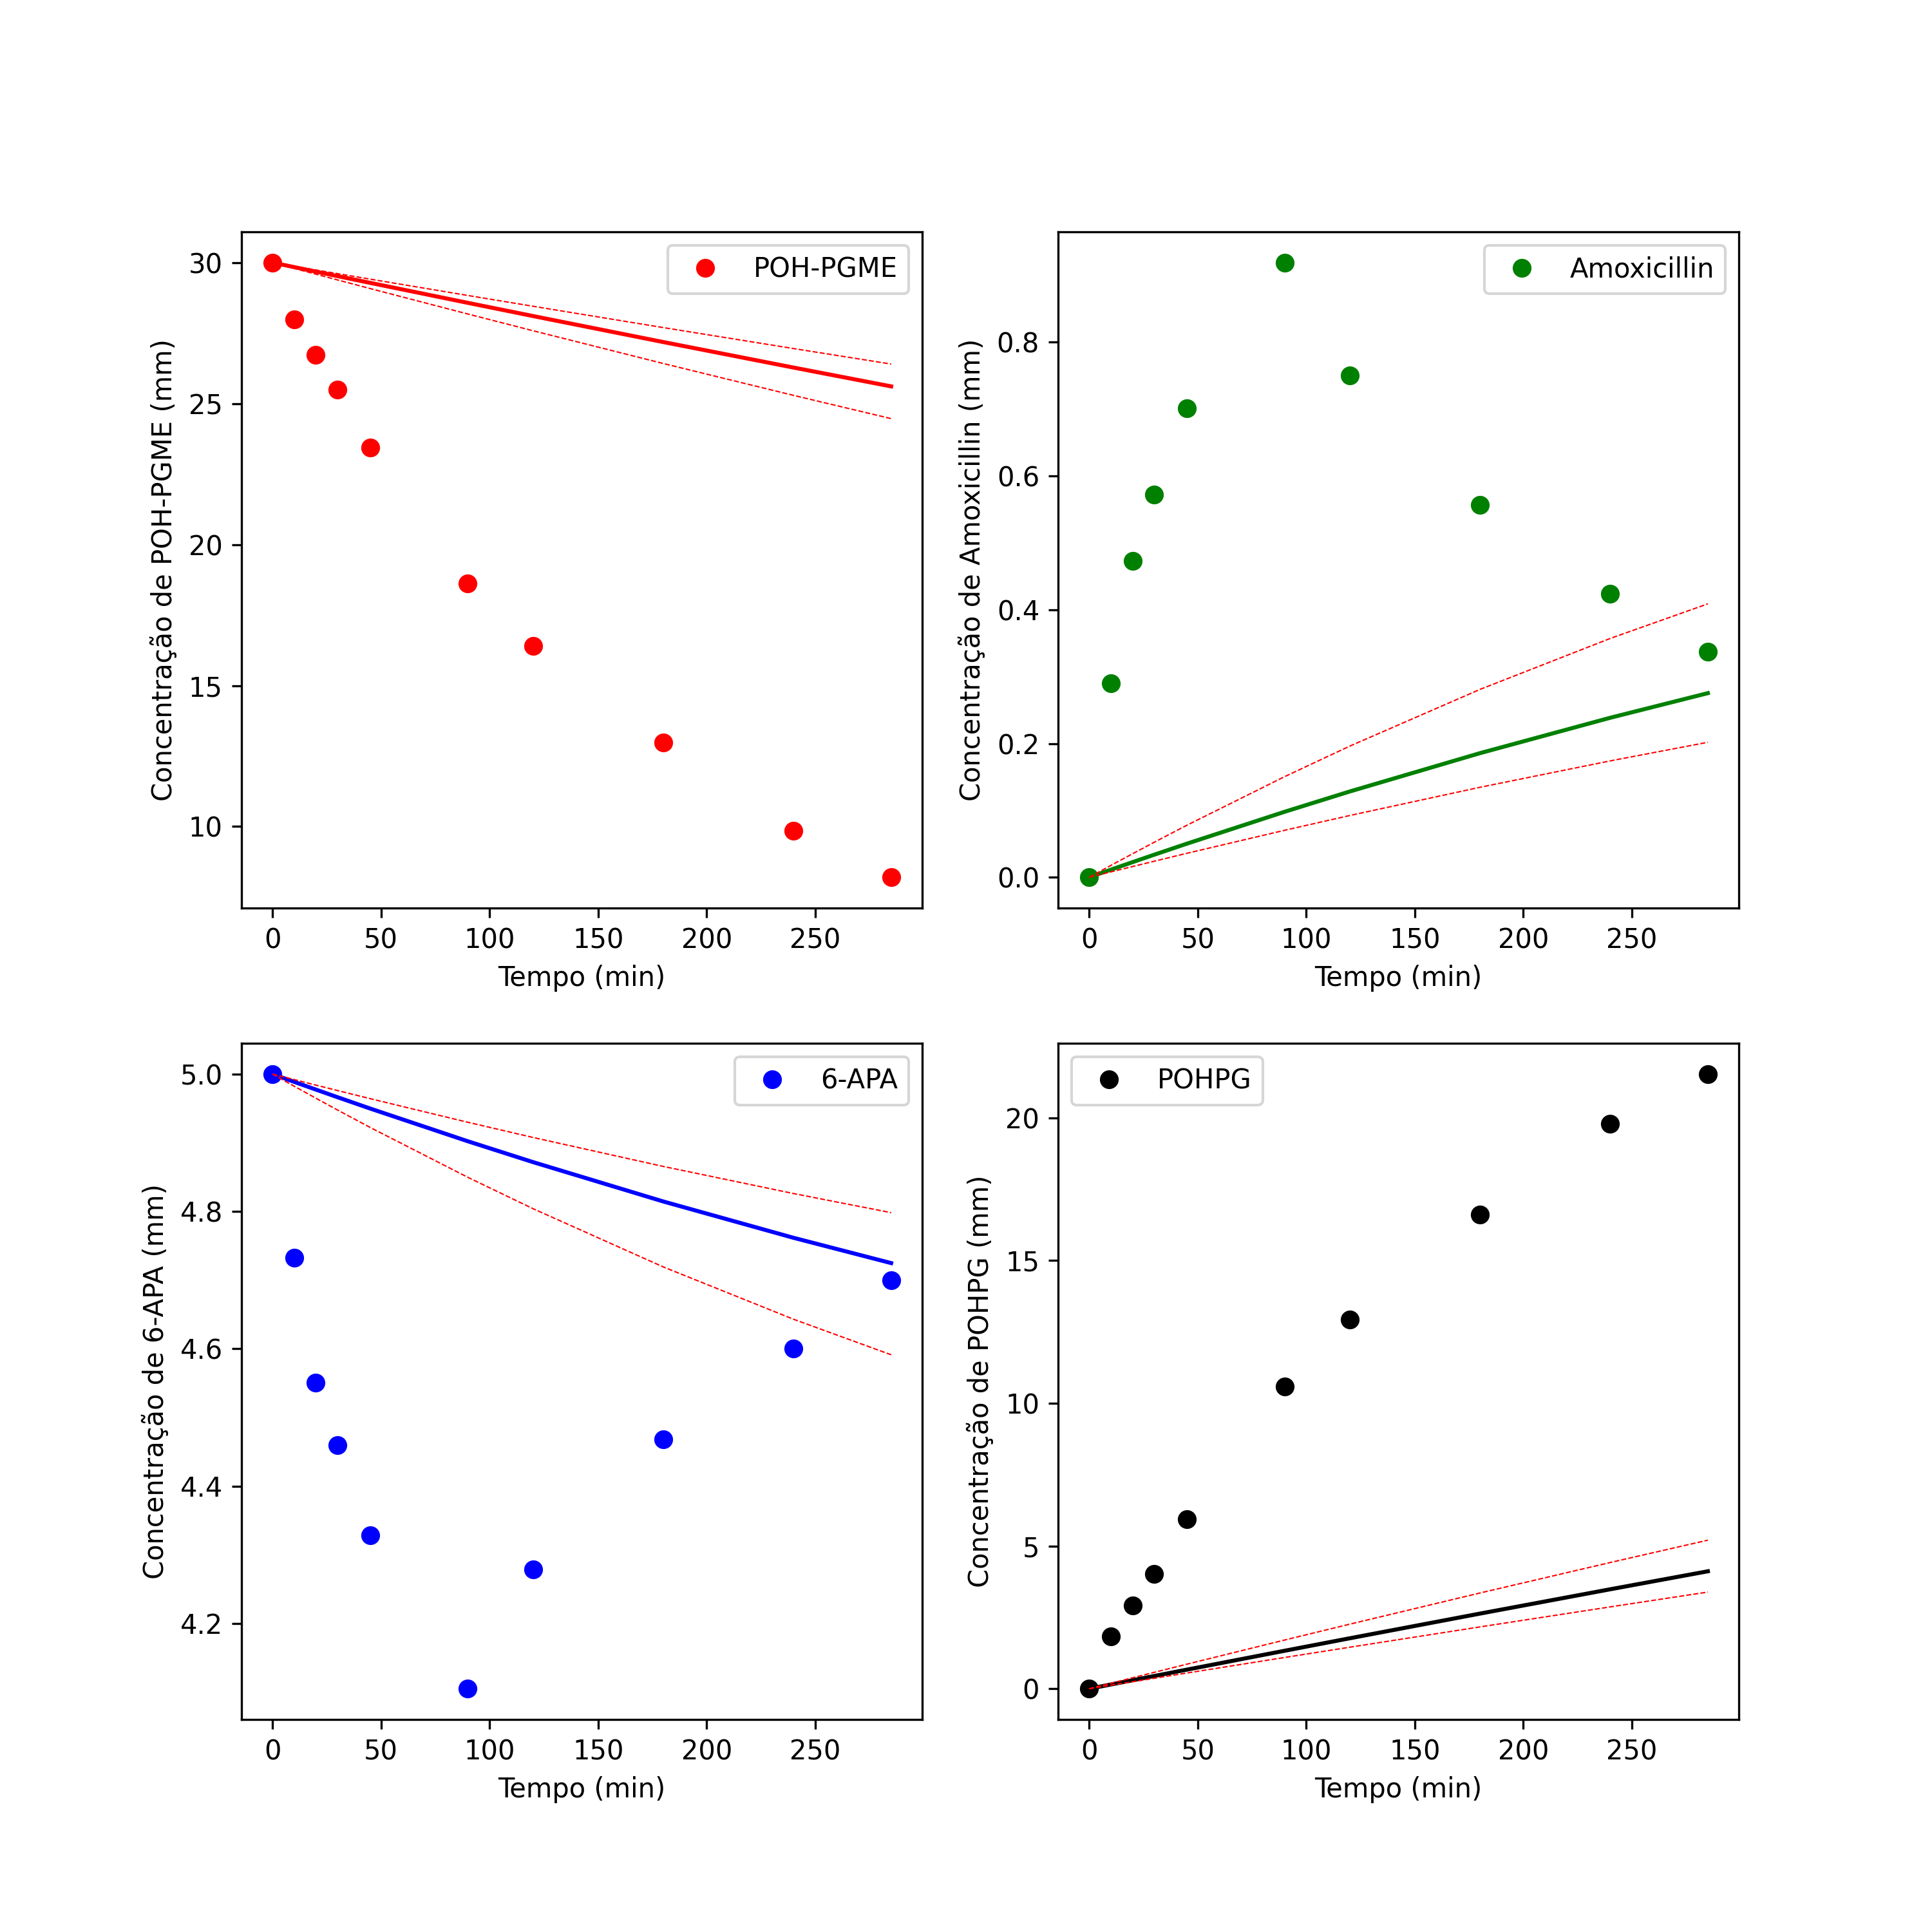 POH-PGME
Concentração de POH-PGME (mm)
30
25
20
15
10
0 50 100 150 200 250
Tempo (min)
Amoxicillin
Concentração de Amoxicillin (mm)
0.8
0.6
0.4
0.2
0.0
0 50 100 150 200 250
Tempo (min)
6-APA
Concentração de 6-APA (mm)
5.0
4.8
4.6
4.4
4.2
0 50 100 150 200 250
Tempo (min)
POHPG
Concentração de POHPG (mm)
20
15
10
5
0
0 50 100 150 200 250
Tempo (min)